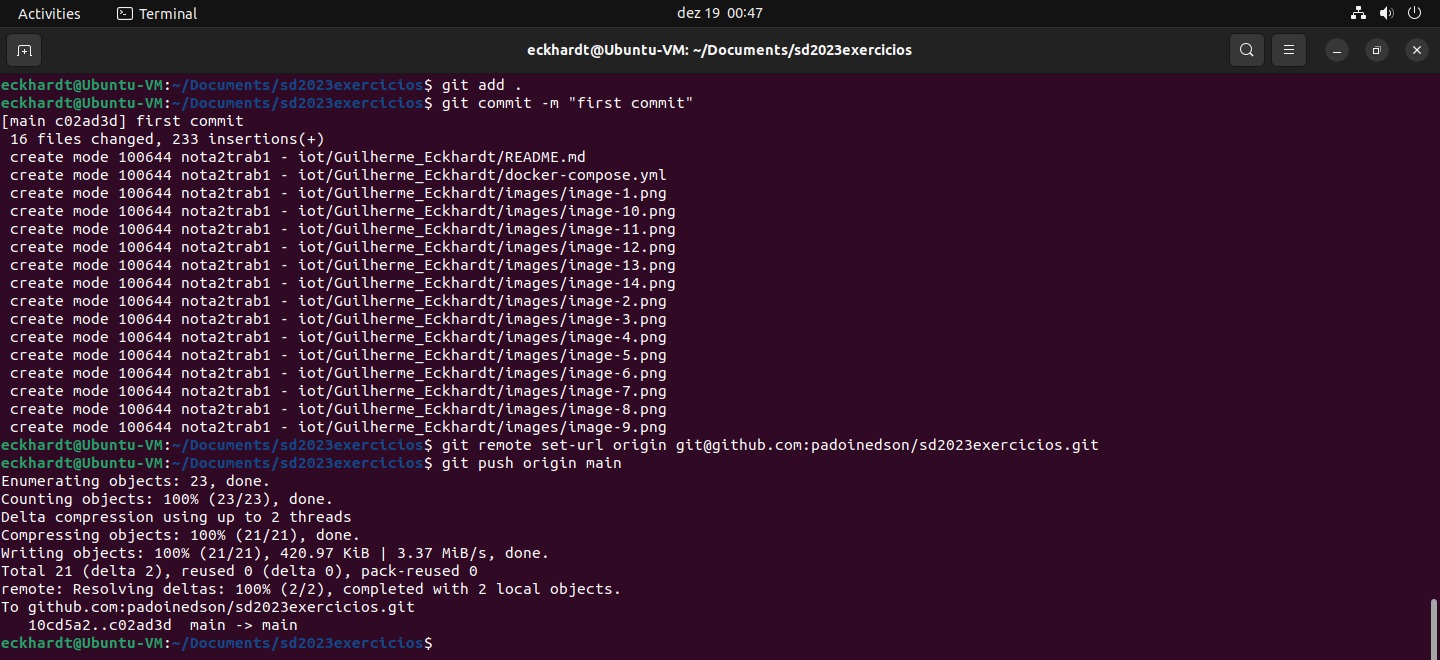 Activities Terminal dez 19 00:47
eckhardt@Ubuntu-VM: ~/Documents/sd2023exercicios
eckhardt@Ubuntu-VM:~/Documents/sd2023exercicios$ git add .
eckhardt@Ubuntu-VM:~/Documents/sd2023exercicios$ git commit -m "first commit"
[main c02ad3d] first commit
 16 files changed, 233 insertions(+)
 create mode 100644 nota2trab1 - iot/Guilherme_Eckhardt/README.md
 create mode 100644 nota2trab1 - iot/Guilherme_Eckhardt/docker-compose.yml
 create mode 100644 nota2trab1 - iot/Guilherme_Eckhardt/images/image-1.png
 create mode 100644 nota2trab1 - iot/Guilherme_Eckhardt/images/image-10.png
 create mode 100644 nota2trab1 - iot/Guilherme_Eckhardt/images/image-11.png
 create mode 100644 nota2trab1 - iot/Guilherme_Eckhardt/images/image-12.png
 create mode 100644 nota2trab1 - iot/Guilherme_Eckhardt/images/image-13.png
 create mode 100644 nota2trab1 - iot/Guilherme_Eckhardt/images/image-14.png
 create mode 100644 nota2trab1 - iot/Guilherme_Eckhardt/images/image-2.png
 create mode 100644 nota2trab1 - iot/Guilherme_Eckhardt/images/image-3.png
 create mode 100644 nota2trab1 - iot/Guilherme_Eckhardt/images/image-4.png
 create mode 100644 nota2trab1 - iot/Guilherme_Eckhardt/images/image-5.png
 create mode 100644 nota2trab1 - iot/Guilherme_Eckhardt/images/image-6.png
 create mode 100644 nota2trab1 - iot/Guilherme_Eckhardt/images/image-7.png
 create mode 100644 nota2trab1 - iot/Guilherme_Eckhardt/images/image-8.png
 create mode 100644 nota2trab1 - iot/Guilherme_Eckhardt/images/image-9.png
eckhardt@Ubuntu-VM:~/Documents/sd2023exercicios$ git remote set-url origin git@github.com:padoinedson/sd2023exercicios.git
eckhardt@Ubuntu-VM:~/Documents/sd2023exercicios$ git push origin main
Enumerating objects: 23, done.
Counting objects: 100% (23/23), done.
Delta compression using up to 2 threads
Compressing objects: 100% (21/21), done.
Writing objects: 100% (21/21), 420.97 KiB | 3.37 MiB/s, done.
Total 21 (delta 2), reused 0 (delta 0), pack-reused 0
remote: Resolving deltas: 100% (2/2), completed with 2 local objects.
To github.com:padoinedson/sd2023exercicios.git
   10cd5a2..c02ad3d  main -> main
eckhardt@Ubuntu-VM:~/Documents/sd2023exercicios$